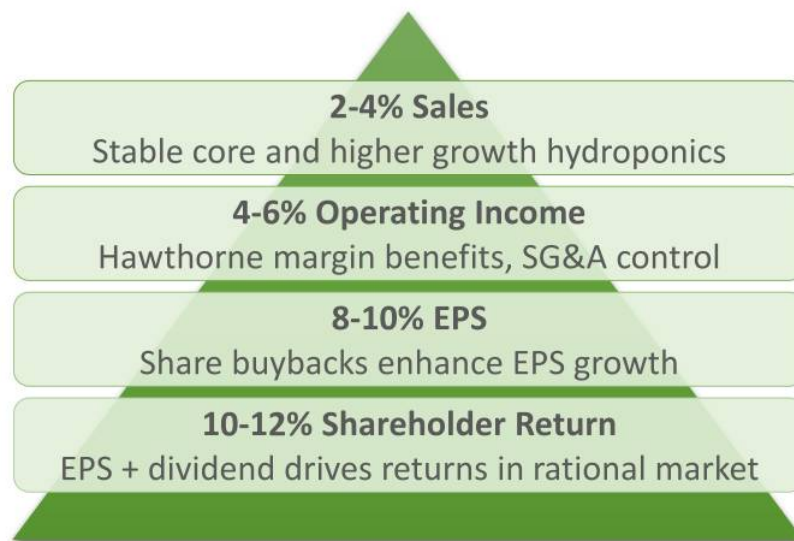 2-4% Sales
Stable core and higher growth hydroponics
4-6% Operating Income
Hawthorne margin benefits, SG&A control
8-10% EPS
Share buybacks enhance EPS growth
10-12% Shareholder Return
EPS + dividend drives returns in rational market